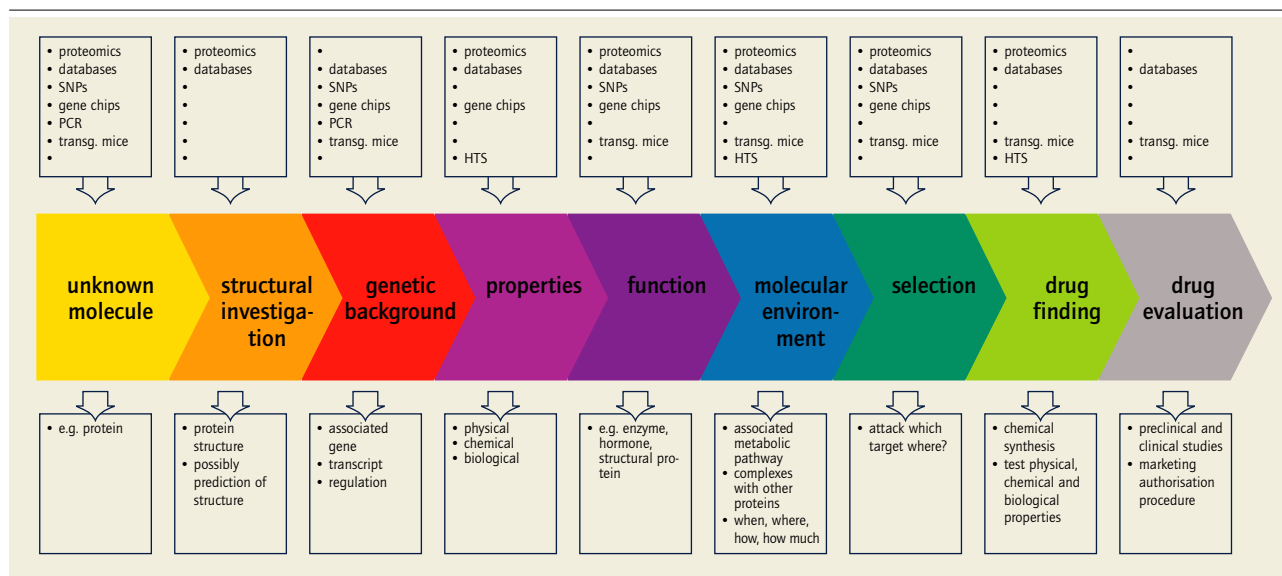 • proteomics
• databases
• SNPs
• gene chips
• PCR
• transg. mice
•
• proteomics
• databases
•
•
•
•
•
•
• databases
• SNPs
• gene chips
• PCR
• transg. mice
•
• proteomics
• databases
•
• gene chips
•
•
• HTS
• proteomics
• databases
• SNPs
• gene chips
•
• transg. mice
•
• proteomics
• databases
• SNPs
• gene chips
•
• transg. mice
• HTS
• proteomics
• databases
• SNPs
• gene chips
•
• transg. mice
•
• proteomics
• databases
•
•
•
• transg. mice
• HTS
•
• databases
•
•
•
• transg. mice
•
unknown
molecule
structural
investiga-
tion
genetic
background
properties
function
molecular
environ-
ment
selection
drug
finding
drug
evaluation
• e.g. protein
• protein
structure
• possibly
prediction of
structure
• associated
gene
• transcript
• regulation
• physical
• chemical
• biological
• e.g. enzyme,
hormone,
structural pro-
tein
• associated
metabolic
pathway
• complexes
with other
proteins
• when, where,
how, how much
• attack which
target where?
• chemical
synthesis
• test physical,
chemical and
biological
properties
• preclinical and
clinical studies
• marketing
authorisation
procedure